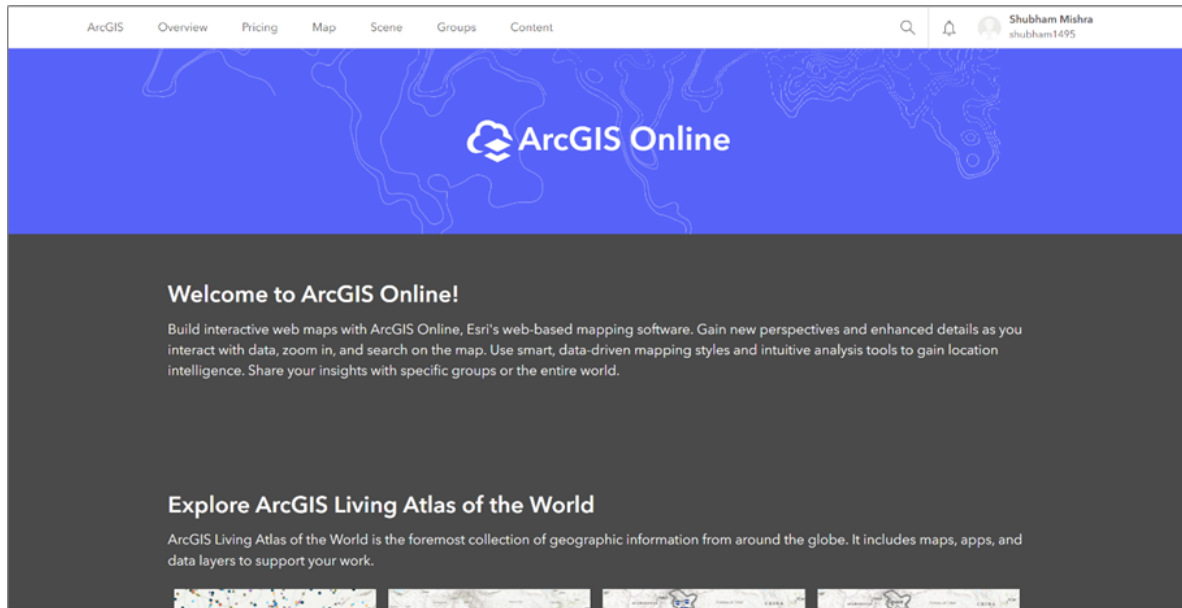 ArcGIS Overview Pricing Map Scene Groups Content Shubham Mishra
shubham1495
ArcGIS Online
Welcome to ArcGIS Online!
Build interactive web maps with ArcGIS Online, Esri's web-based mapping software. Gain new perspectives and enhanced details as you
interact with data, zoom in, and search on the map. Use smart, data-driven mapping styles and intuitive analysis tools to gain location
intelligence. Share your insights with specific groups or the entire world.
Explore ArcGIS Living Atlas of the World
ArcGIS Living Atlas of the World is the foremost collection of geographic information from around the globe. It includes maps, apps, and
data layers to support your work.
CHINA CHINA